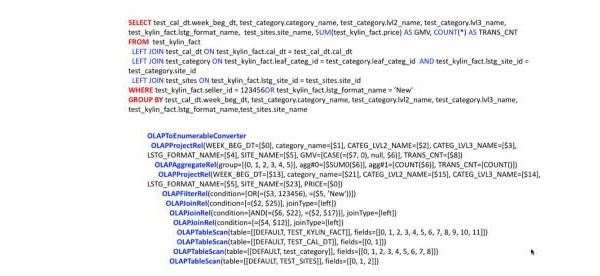 SELECT test_cal_dt.week_beg_dt, test_category.category_name, test_category.lvl2_name, test_category.lvl3_name,
test_kylin_fact.lstg_format_name, test_sites.site_name, SUM(test_kylin_fact.price) AS GMV, COUNT(*) AS TRANS_CNT
FROM test_kylin_fact
LEFT JOIN test_cal_dt ON test_kylin_fact.cal_dt = test_cal_dt.cal_dt
LEFT JOIN test_category ON test_kylin_fact.leaf_categ_id = test_category.leaf_categ_id AND test_kylin_fact.lstg_site_id =
test_category.site_id
LEFT JOIN test_sites ON test_kylin_fact.lstg_site_id = test_sites.site_id
WHERE test_kylin_fact.seller_id = 123456OR test_kylin_fact.lstg_format_name = 'New'
GROUP BY test_cal_dt.week_beg_dt, test_category.category_name, test_category.lvl2_name, test_category.lvl3_name,
test_kylin_fact.lstg_format_name,test_sites.site_name
OLAPToEnumerableConverter
OLAPProjectRel(WEEK_BEG_DT=[$0], category_name=[$1], CATEG_LVL2_NAME=[$2], CATEG_LVL3_NAME=[$3],
LSTG_FORMAT_NAME=[$4], SITE_NAME=[$5], GMV=[CASE(=($7, 0), null, $6)], TRANS_CNT=[$8])
OLAPAggregateRel(group=[{0, 1, 2, 3, 4, 5}], agg#0=[$SUM0($6)], agg#1=[COUNT($6)], TRANS_CNT=[COUNT()])
OLAPProjectRel(WEEK_BEG_DT=[$13], category_name=[$21], CATEG_LVL2_NAME=[$15], CATEG_LVL3_NAME=[$14],
LSTG_FORMAT_NAME=[$5], SITE_NAME=[$23], PRICE=[$0])
OLAPFilterRel(condition=[OR(=($3, 123456), =($5, 'New'))])
OLAPJoinRel(condition=[=($2, $25)], joinType=[left])
OLAPJoinRel(condition=[AND(=($6, $22), =($2, $17))], joinType=[left])
OLAPJoinRel(condition=[=($4, $12)], joinType=[left])
OLAPTableScan(table=[[DEFAULT, TEST_KYLIN_FACT]], fields=[[0, 1, 2, 3, 4, 5, 6, 7, 8, 9, 10, 11]])
OLAPTableScan(table=[[DEFAULT, TEST_CAL_DT]], fields=[[0, 1]])
OLAPTableScan(table=[[DEFAULT, test_category]], fields=[[0, 1, 2, 3, 4, 5, 6, 7, 8]])
OLAPTableScan(table=[[DEFAULT, TEST_SITES]], fields=[[0, 1, 2]])